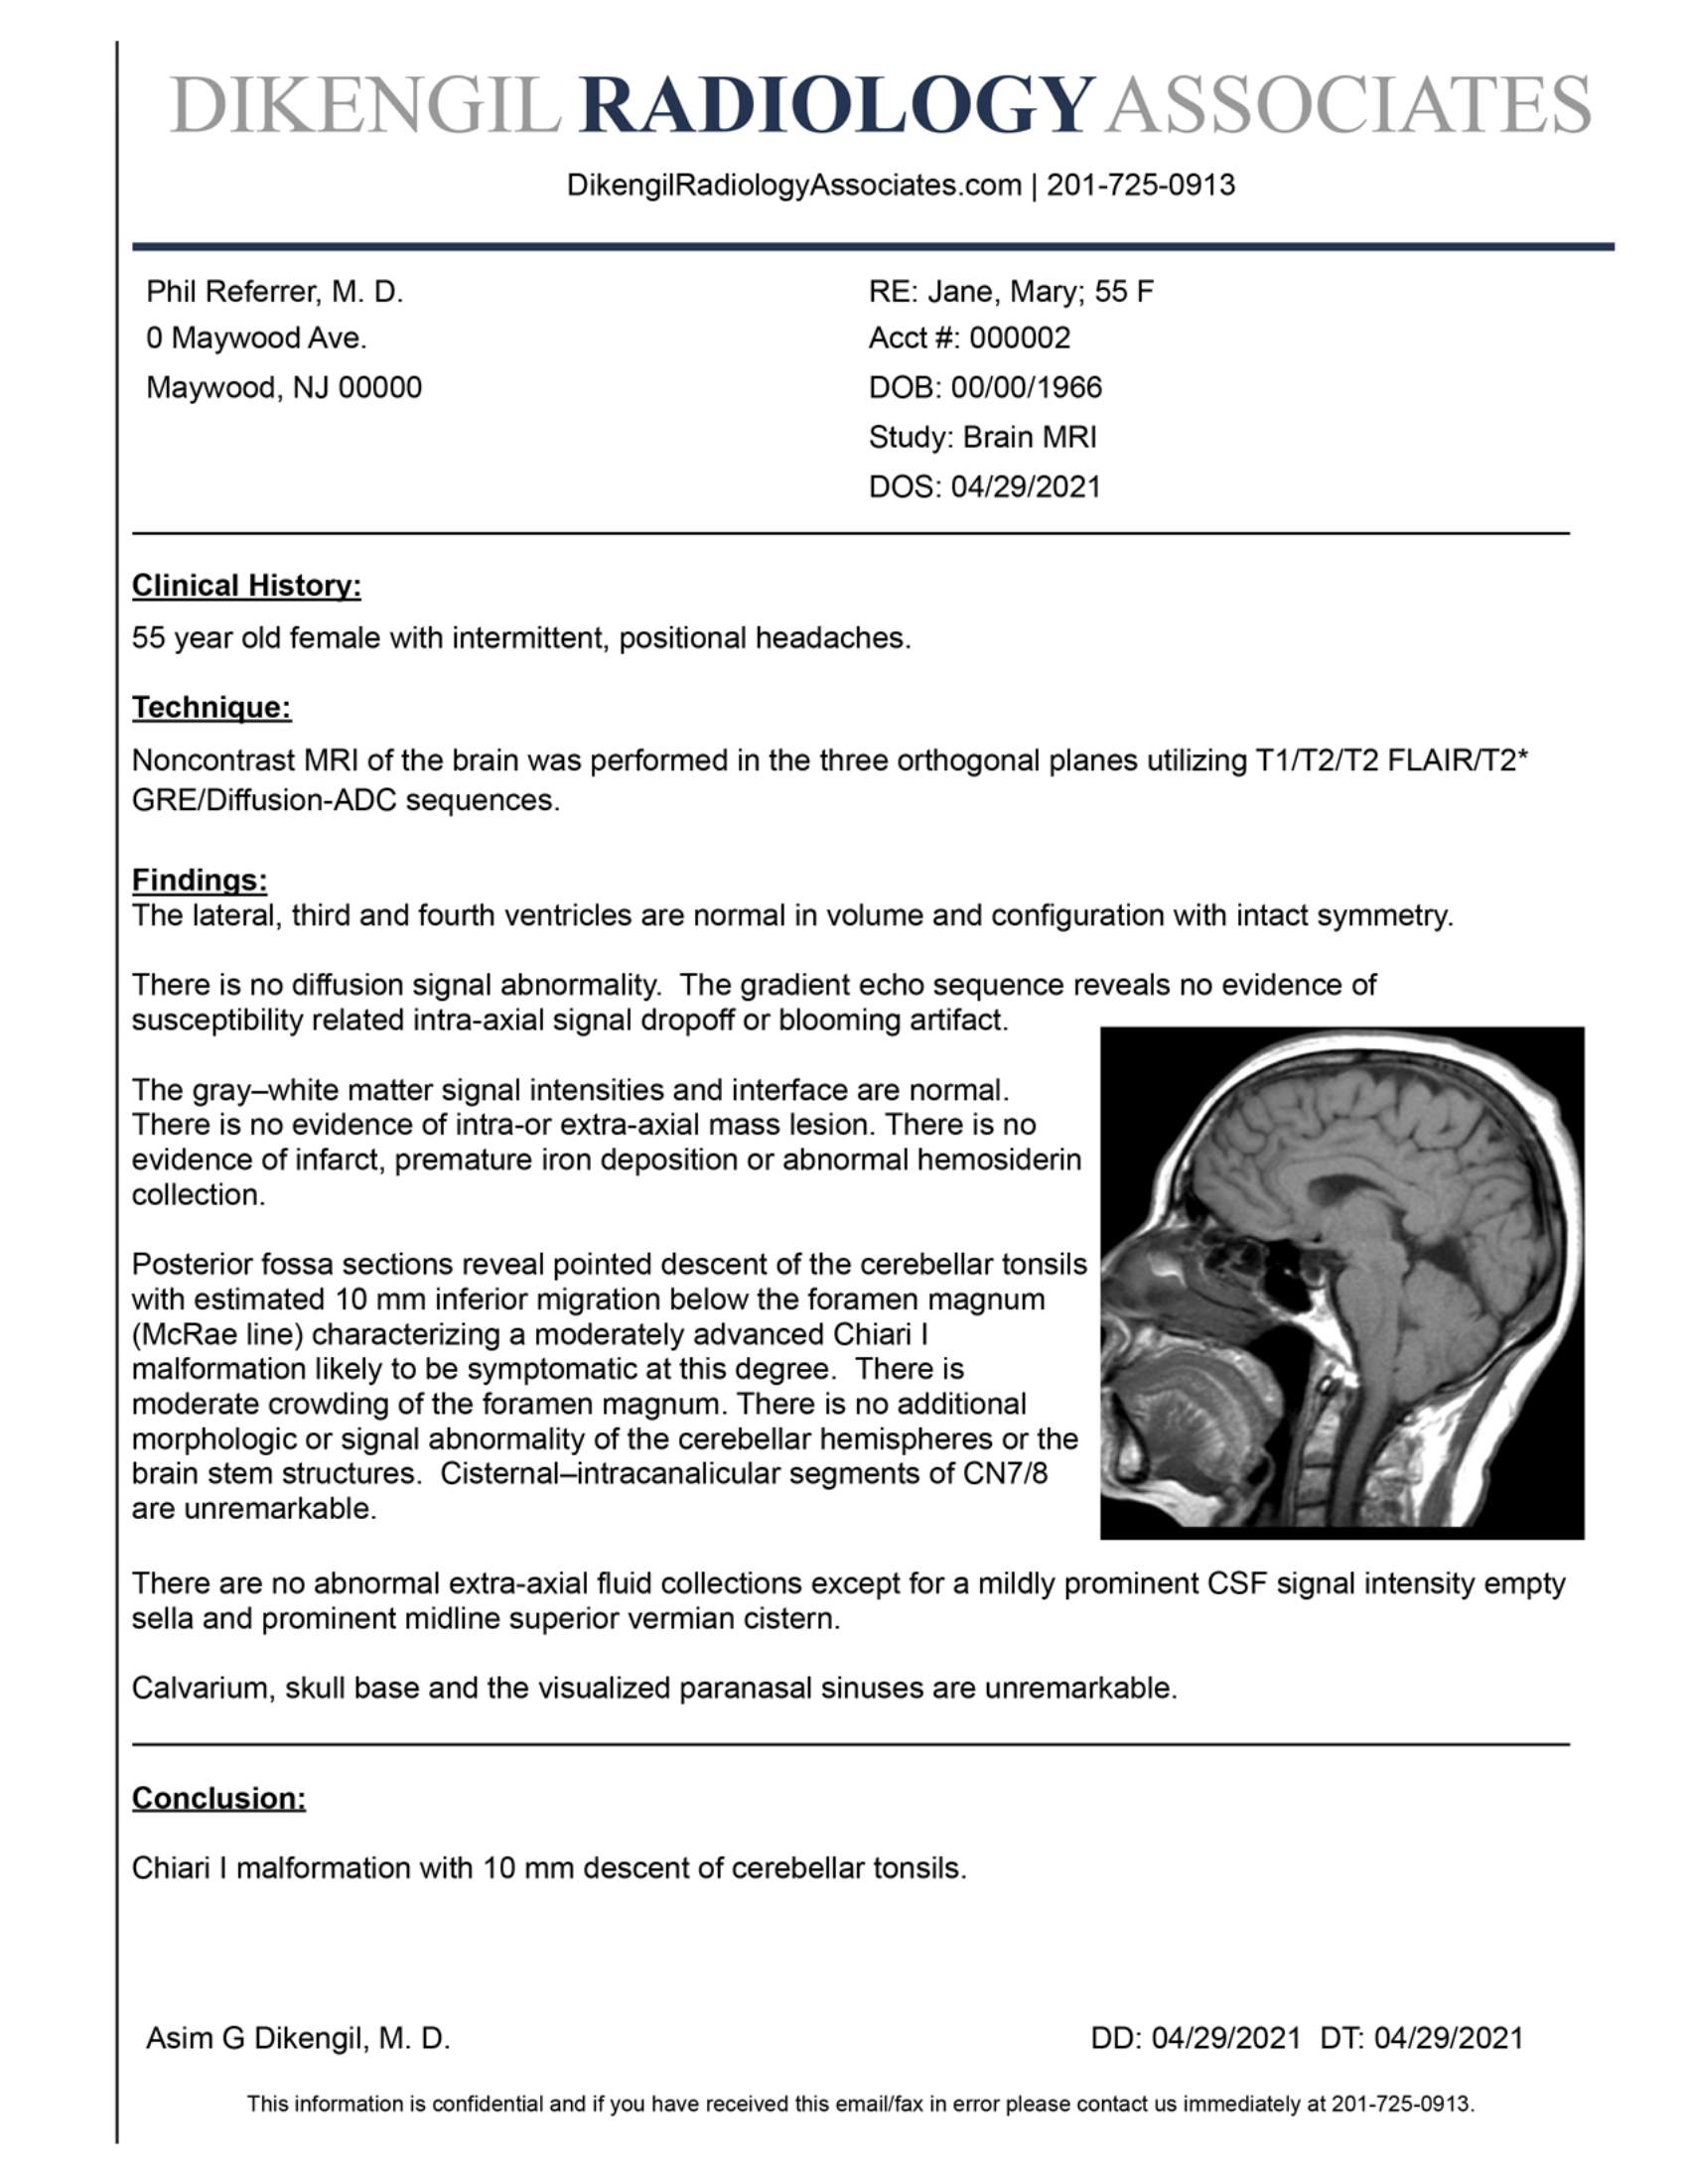 DIKENGIL RADIOLOGY ASSOCIATES
DikengilRadiologyAssociates.com | 201-725-0913
Phil Referrer, M. D.
0 Maywood Ave.
Maywood, NJ 00000
RE: Jane, Mary; 55 F
Acct #: 000002
DOB: 00/00/1966
Study: Brain MRI
DOS: 04/29/2021
Clinical History:
55 year old female with intermittent, positional headaches.
Technique:
Noncontrast MRI of the brain was performed in the three orthogonal planes utilizing T1/T2/T2 FLAIR/T2*
GRE/Diffusion-ADC sequences.
Findings:
The lateral, third and fourth ventricles are normal in volume and configuration with intact symmetry.
There is no diffusion signal abnormality.  The gradient echo sequence reveals no evidence of
susceptibility related intra-axial signal dropoff or blooming artifact.
The gray–white matter signal intensities and interface are normal.
There is no evidence of intra-or extra-axial mass lesion. There is no
evidence of infarct, premature iron deposition or abnormal hemosiderin
collection.
Posterior fossa sections reveal pointed descent of the cerebellar tonsils
with estimated 10 mm inferior migration below the foramen magnum
(McRae line) characterizing a moderately advanced Chiari I
malformation likely to be symptomatic at this degree.  There is
moderate crowding of the foramen magnum. There is no additional
morphologic or signal abnormality of the cerebellar hemispheres or the
brain stem structures.  Cisternal–intracanalicular segments of CN7/8
are unremarkable.
There are no abnormal extra-axial fluid collections except for a mildly prominent CSF signal intensity empty
sella and prominent midline superior vermian cistern.
Calvarium, skull base and the visualized paranasal sinuses are unremarkable.
Conclusion:
Chiari I malformation with 10 mm descent of cerebellar tonsils.
Asim G Dikengil, M. D.
DD: 04/29/2021  DT: 04/29/2021
This information is confidential and if you have received this email/fax in error please contact us immediately at 201-725-0913.